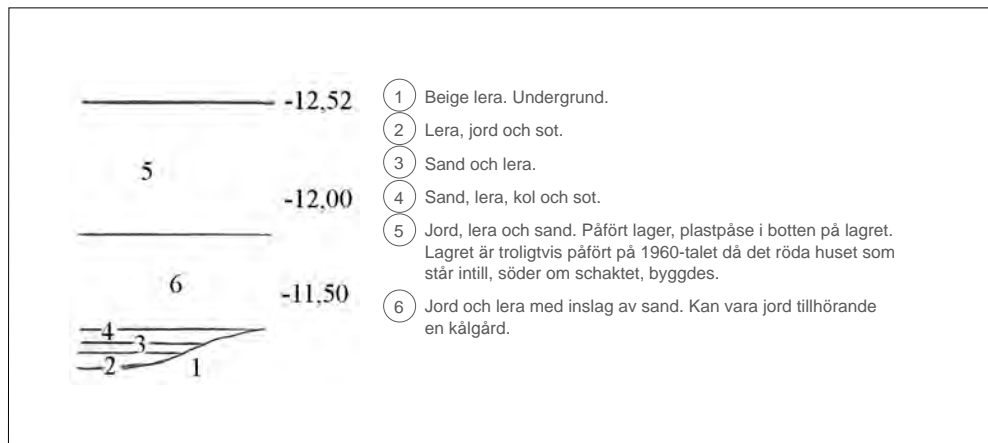 -12,52
5
-12,00
6
-11,50
4
3
2
1
1 Beige lera. Undergrund.
2 Lera, jord och sot.
3 Sand och lera.
4 Sand, lera, kol och sot.
5 Jord, lera och sand. Påfört lager, plastpåse i botten på lagret.
Lagret är troligtvis påfört på 1960-talet då det röda huset som
står intill, söder om schaktet, byggdes.
6 Jord och lera med inslag av sand. Kan vara jord tillhörande
en kålgård.